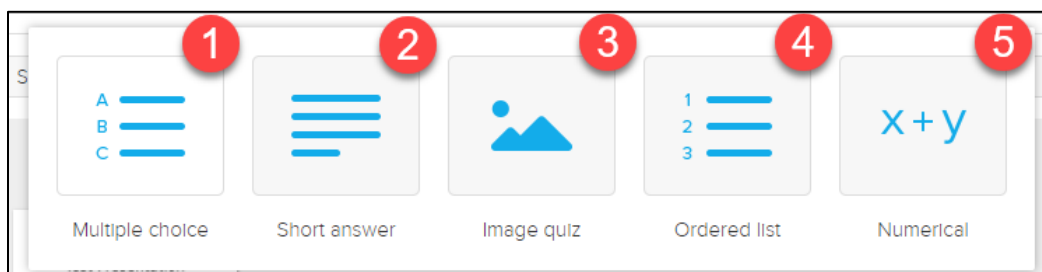 1 2 3 4 5
S
A
B
C
1
2
3
x + y
Multiple choice Short answer Image quiz Ordered list Numerical